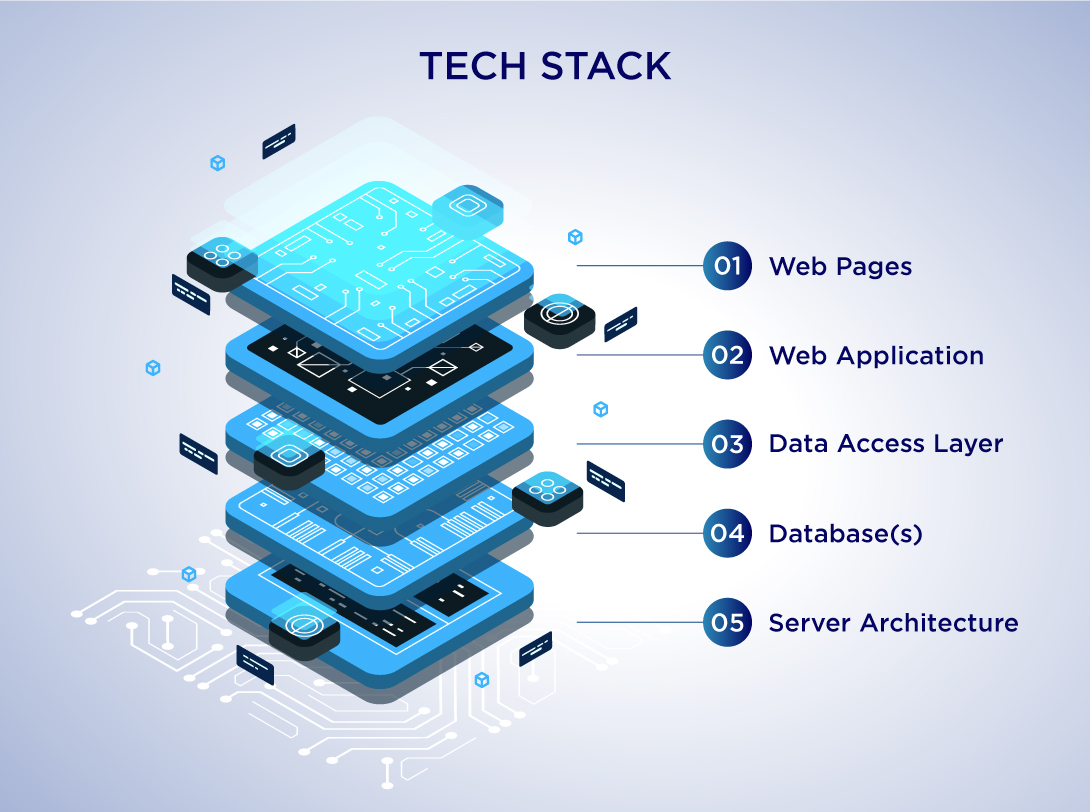 TECH STACK
01 Web Pages
02 Web Application
03 Data Access Layer
04 Database(s)
05 Server Architecture